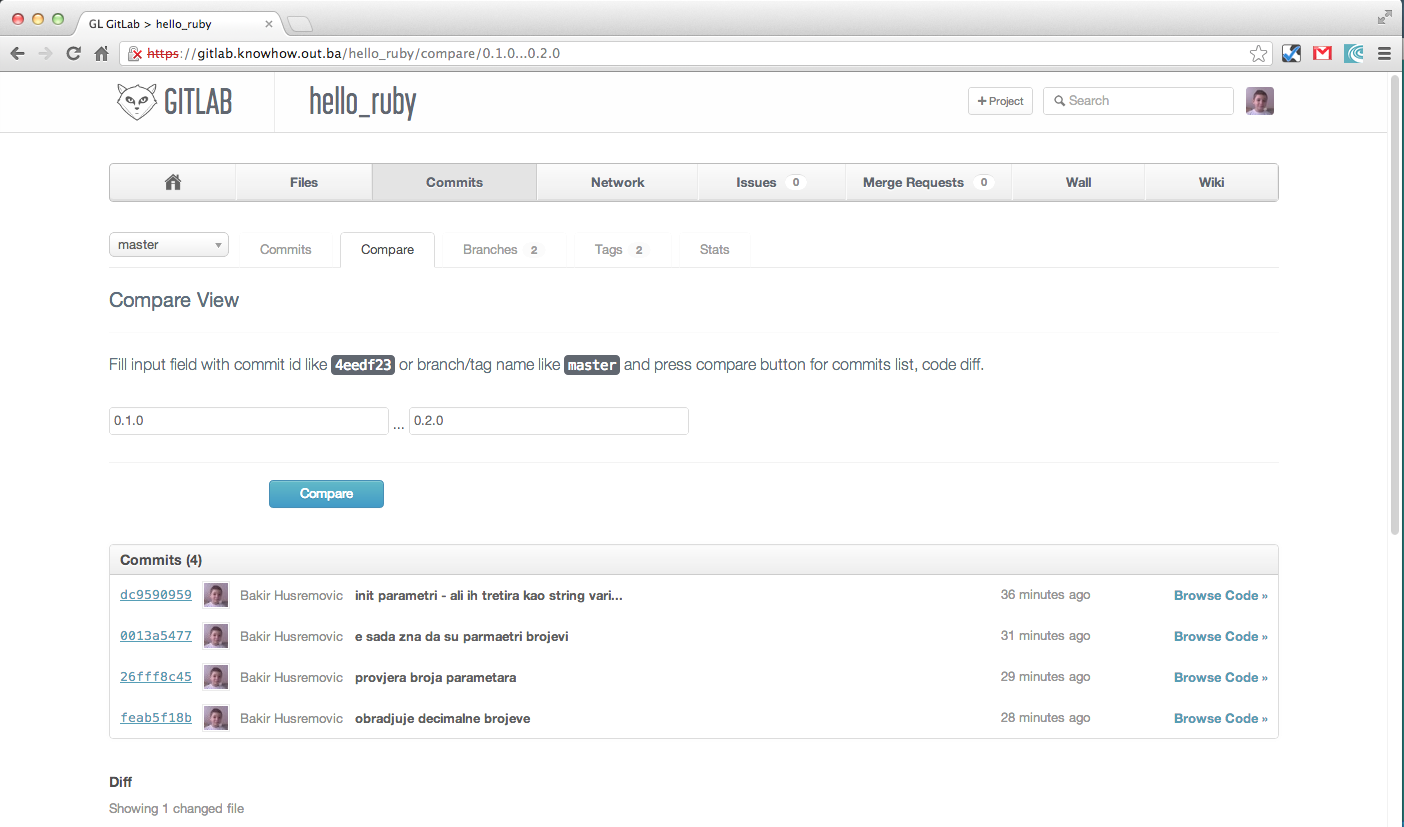 GL GitLab > hello_ruby
https://gitlab.knowhow.out.ba/hello_ruby/compare/0.1.0...0.2.0
GITLAB hello_ruby + Project Search
Files Commits Network Issues 0 Merge Requests 0 Wall Wiki
master Commits Compare Branches 2 Tags 2 Stats
Compare View
Fill input field with commit id like 4eedf23 or branch/tag name like master and press compare button for commits list, code diff.
0.1.0 ... 0.2.0
Compare
Commits (4)
dc9590959 Bakir Husremovic init parametri - ali ih tretira kao string vari... 36 minutes ago Browse Code »
0013a5477 Bakir Husremovic e sada zna da su parmaetri brojevi 31 minutes ago Browse Code »
26fff8c45 Bakir Husremovic provjera broja parametara 29 minutes ago Browse Code »
feab5f18b Bakir Husremovic obradjuje decimalne brojeve 28 minutes ago Browse Code »
Diff
Showing 1 changed file